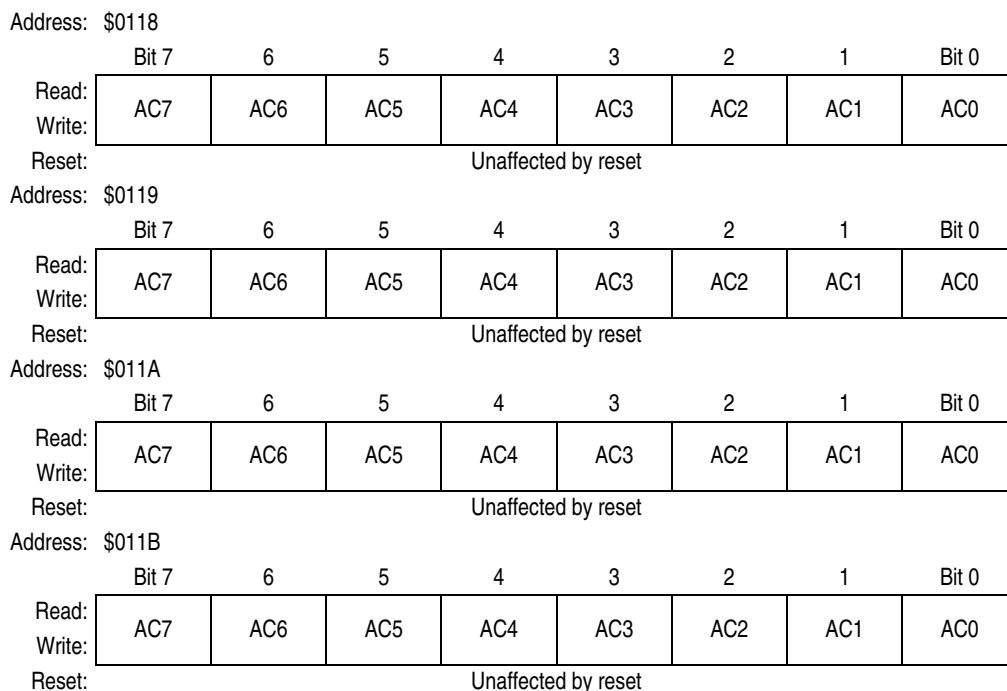 Address: $0118
Bit 7 6 5 4 3 2 1 Bit 0
Read:
AC7 AC6 AC5 AC4 AC3 AC2 AC1 AC0
Write:
Reset: Unaffected by reset
Address: $0119
Bit 7 6 5 4 3 2 1 Bit 0
Read:
AC7 AC6 AC5 AC4 AC3 AC2 AC1 AC0
Write:
Reset: Unaffected by reset
Address: $011A
Bit 7 6 5 4 3 2 1 Bit 0
Read:
AC7 AC6 AC5 AC4 AC3 AC2 AC1 AC0
Write:
Reset: Unaffected by reset
Address: $011B
Bit 7 6 5 4 3 2 1 Bit 0
Read:
AC7 AC6 AC5 AC4 AC3 AC2 AC1 AC0
Write:
Reset: Unaffected by reset